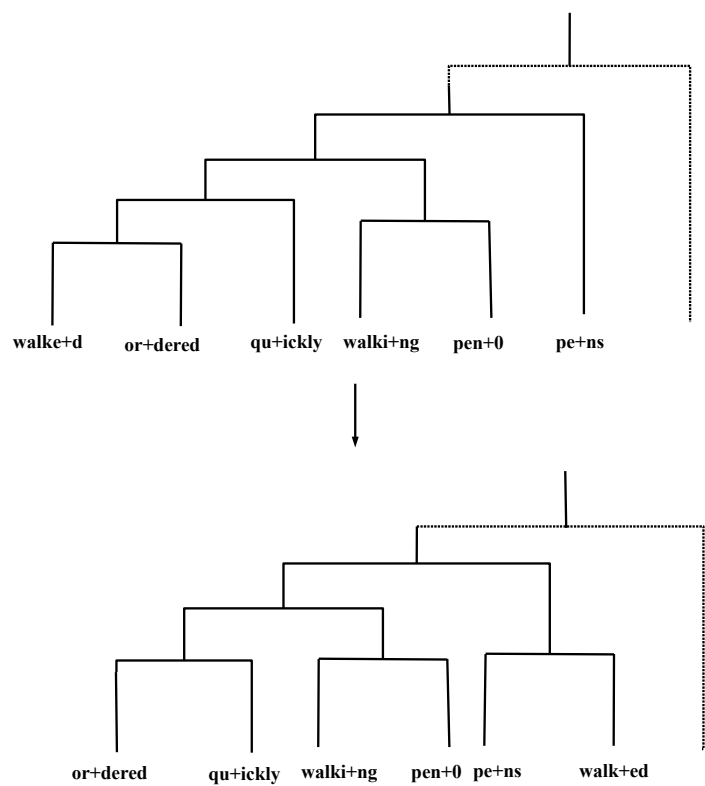 walke+d or+dered qu+ickly walki+ng pen+0 pe+ns
or+dered qu+ickly walki+ng pen+0 pe+ns walk+ed